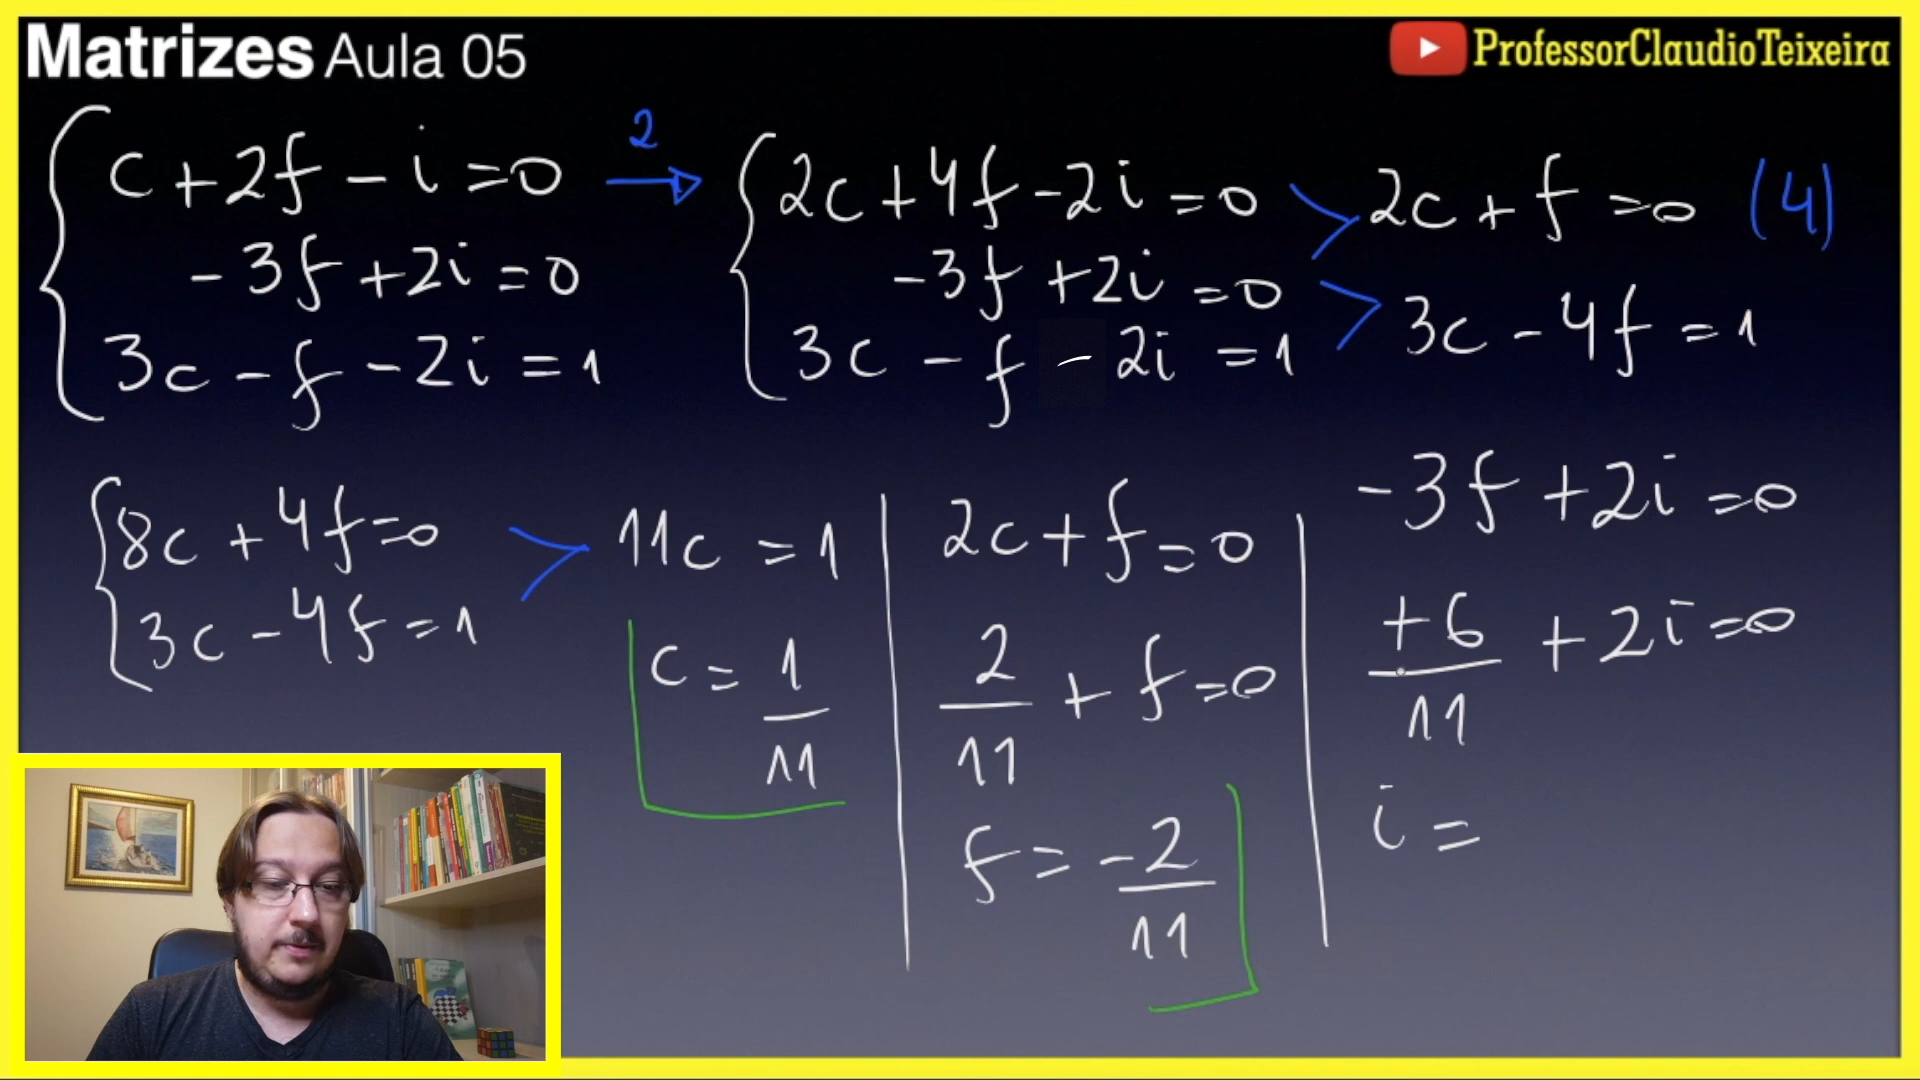 Matrizes Aula 05
ProfessorClaudioTeixeira
c + 2f - i = 0
-3f + 2i = 0
3c - f - 2i = 1
2
2c + 4f - 2i = 0
-3f + 2i = 0
3c - f - 2i = 1
2c + f = 0 (4)
3c - 4f = 1
8c + 4f = 0
3c - 4f = 1
11c = 1
c = 1/11
2c + f = 0
2/11 + f = 0
f = -2/11
-3f + 2i = 0
+6/11 + 2i = 0
i =